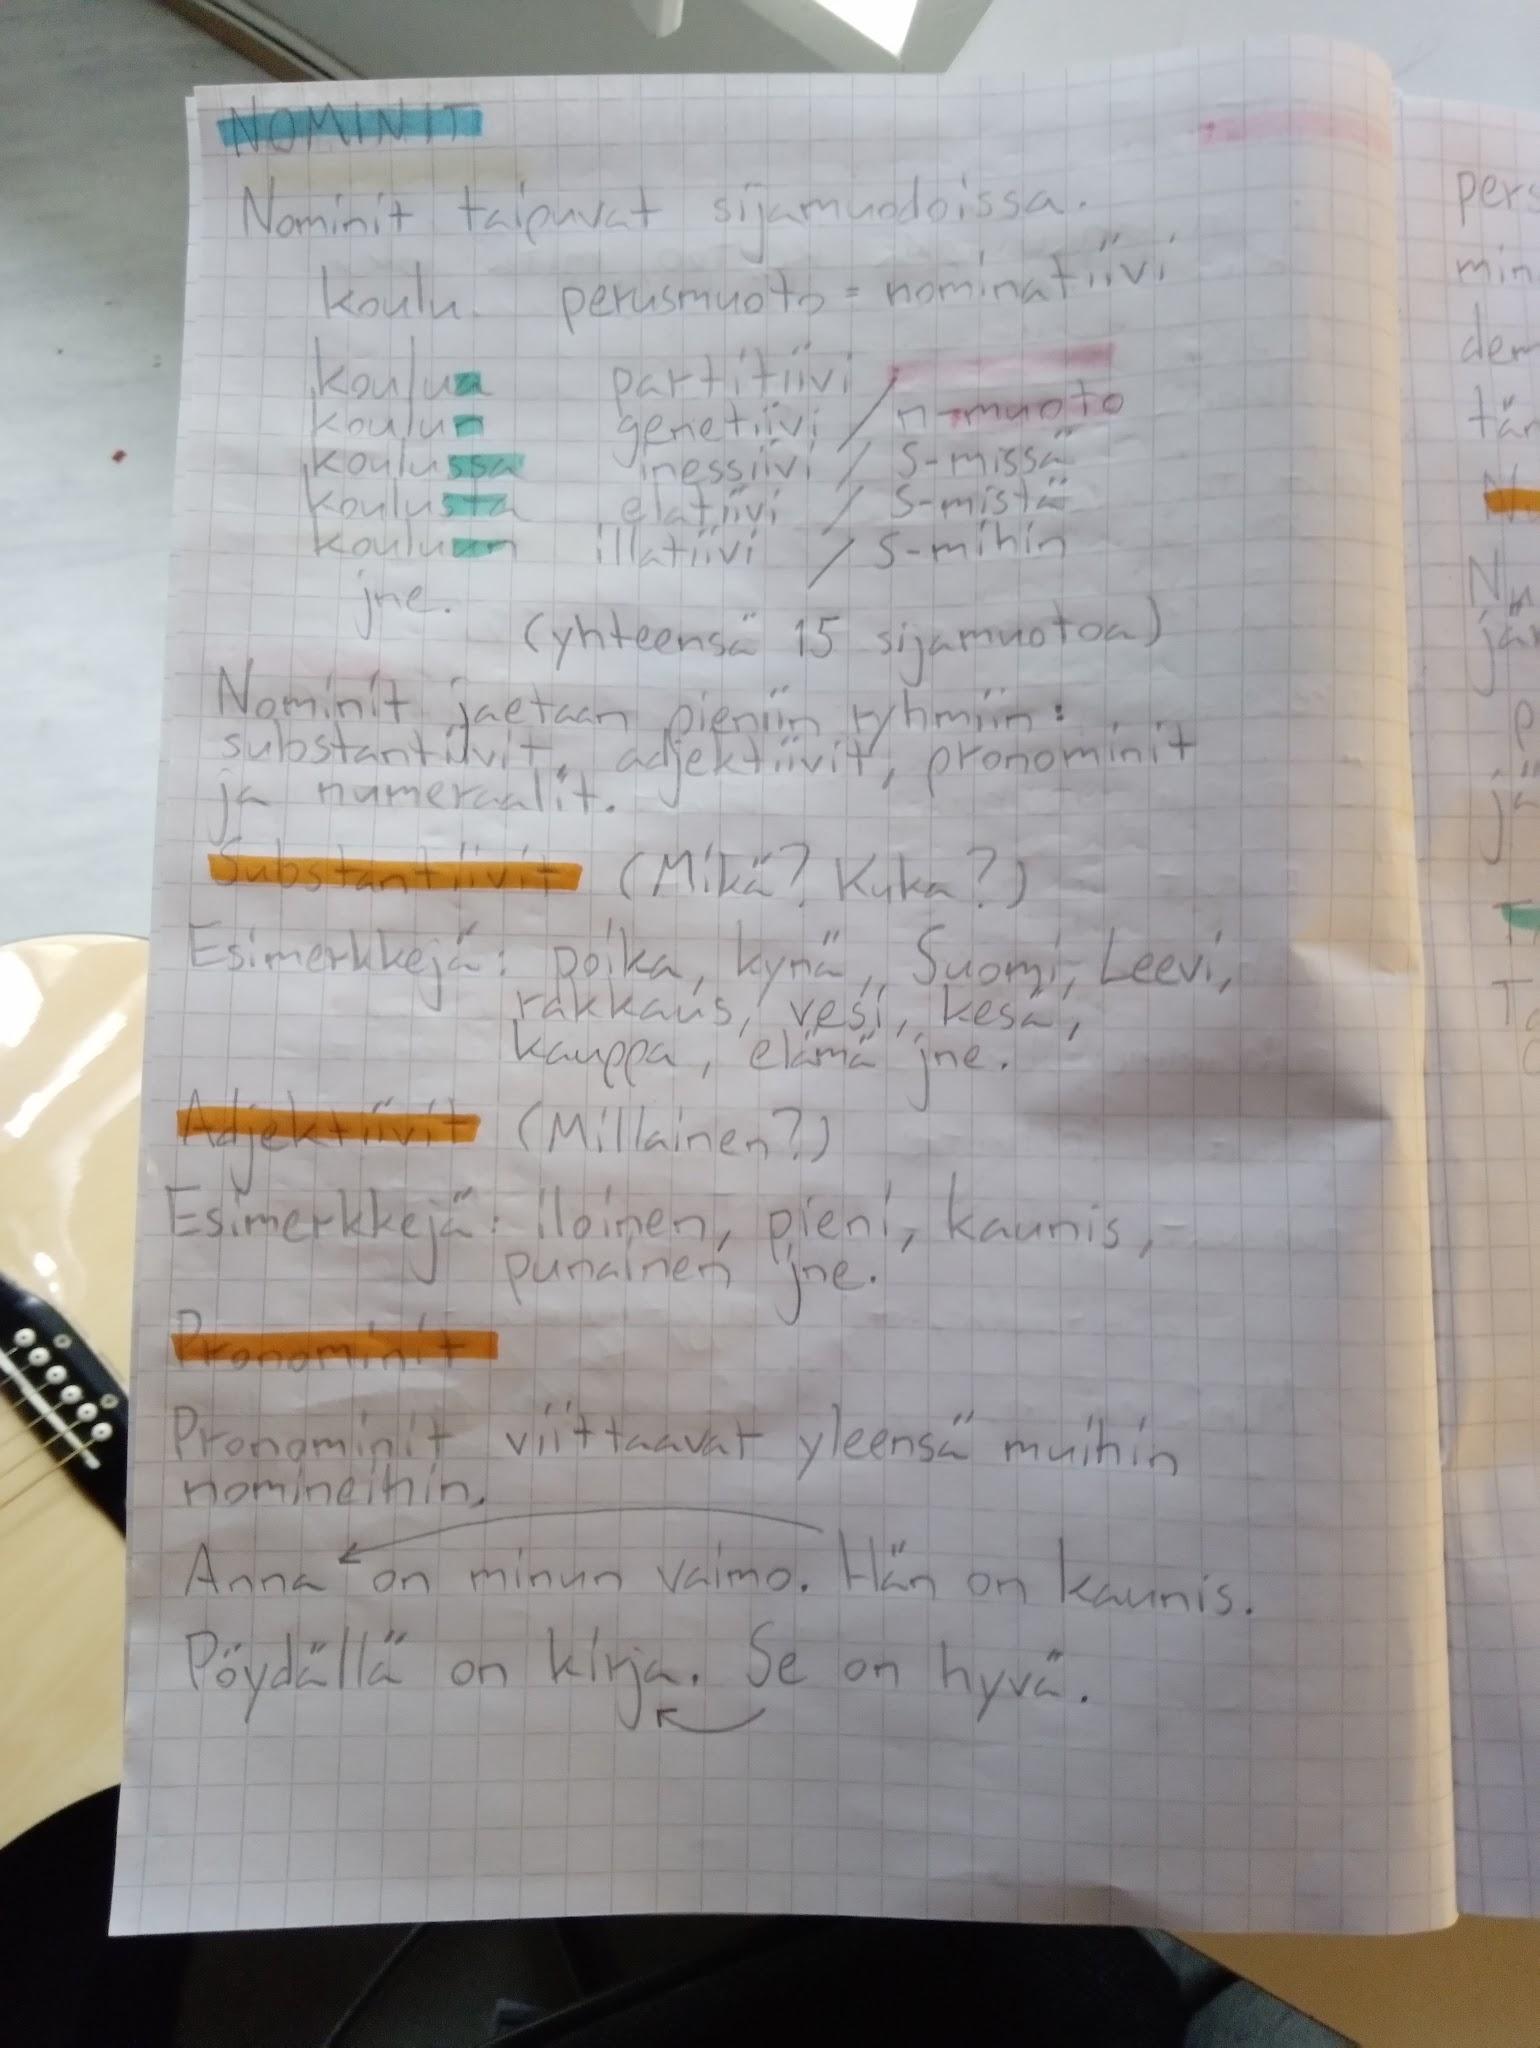 NOMINIT
Nominit taipuvat sijamuodoissa.
koulu perusmuoto = nominatiivi
koulua partitiivi
koulun genetiivi / n-muoto
koulussa inessiivi / s-missä
koulusta elatiivi / s-mistä
kouluun illatiivi / s-mihin
jne.
(yhteensä 15 sijamuotoa)
Nominit jaetaan pieniin ryhmiin:
substantiivit, adjektiivit, pronominit
ja numeraalit.
Substantiivit (Mikä? Kuka?)
Esimerkkejä: poika, kynä, Suomi, Leevi,
rakkaus, vesi, kesä,
kauppa, elämä jne.
Adjektiivit (Millainen?)
Esimerkkejä: iloinen, pieni, kaunis,
punainen jne.
Pronominit
Pronominit viittaavat yleensä muihin
nomineihin.
Anna on minun vaimo. Hän on kaunis.
Pöydällä on kirja. Se on hyvä.
pers
min
dem